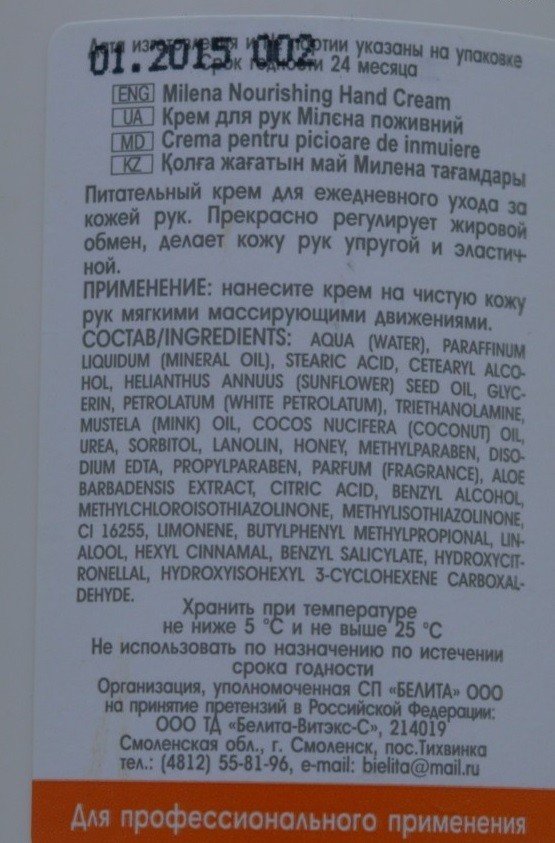 Дата изготовления и № партии указаны на упаковке
01.2015 002
срок годности 24 месяца
ENG Milena Nourishing Hand Cream
UA Крем для рук Мілєна поживний
MD Crema pentru picioare de inmuiere
KZ Қолға жағатын май Милена тағамдары
Питательный крем для ежедневного ухода за
кожей рук. Прекрасно регулирует жировой
обмен, делает кожу рук упругой и эластич-
ной.
ПРИМЕНЕНИЕ: нанесите крем на чистую кожу
рук мягкими массирующими движениями.
СОСТАВ/INGREDIENTS: AQUA (WATER), PARAFFINUM
LIQUIDUM (MINERAL OIL), STEARIC ACID, CETEARYL ALCO-
HOL, HELIANTHUS ANNUUS (SUNFLOWER) SEED OIL, GLYC-
ERIN, PETROLATUM (WHITE PETROLATUM), TRIETHANOLAMINE,
MUSTELA (MINK) OIL, COCOS NUCIFERA (COCONUT) OIL,
UREA, SORBITOL, LANOLIN, HONEY, METHYLPARABEN, DISO-
DIUM EDTA, PROPYLPARABEN, PARFUM (FRAGRANCE), ALOE
BARBADENSIS EXTRACT, CITRIC ACID, BENZYL ALCOHOL,
METHYLCHLOROISOTHIAZOLINONE, METHYLISOTHIAZOLINONE,
CI 16255, LIMONENE, BUTYLPHENYL METHYLPROPIONAL, LIN-
ALOOL, HEXYL CINNAMAL, BENZYL SALICYLATE, HYDROXYCIT-
RONELLAL, HYDROXYISOHEXYL 3-CYCLOHEXENE CARBOXAL-
DEHYDE.
Хранить при температуре
не ниже 5 °C и не выше 25 °C
Не использовать по назначению по истечении
срока годности
Организация, уполномоченная СП «БЕЛИТА» ООО
на принятие претензий в Российской Федерации:
ООО ТД «Белита-Витэкс-С», 214019
Смоленская обл., г. Смоленск, пос.Тихвинка
тел.: (4812) 55-81-96, e-mail: bielita@mail.ru
Для профессионального применения